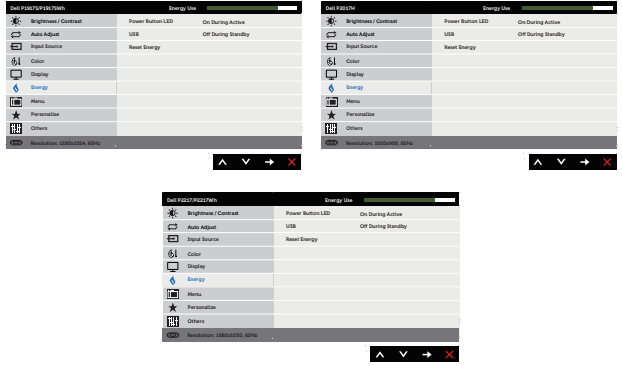 Dell P1917S/P1917SWh Energy Use
Brightness / Contrast Power Button LED On During Active
Auto Adjust USB Off During Standby
Input Source Reset Energy
Color
Display
Energy
Menu
Personalize
Others
Resolution: 1280x1024, 60Hz
Dell P2017H Energy Use
Brightness / Contrast Power Button LED On During Active
Auto Adjust USB Off During Standby
Input Source Reset Energy
Color
Display
Energy
Menu
Personalize
Others
Resolution: 1600x900, 60Hz
Dell P2217/P2217Wh Energy Use
Brightness / Contrast Power Button LED On During Active
Auto Adjust USB Off During Standby
Input Source Reset Energy
Color
Display
Energy
Menu
Personalize
Others
Resolution: 1680x1050, 60Hz